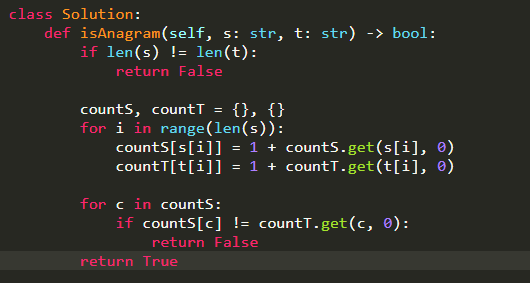 class Solution:
    def isAnagram(self, s: str, t: str) -> bool:
        if len(s) != len(t):
            return False

        countS, countT = {}, {}
        for i in range(len(s)):
            countS[s[i]] = 1 + countS.get(s[i], 0)
            countT[t[i]] = 1 + countT.get(t[i], 0)

        for c in countS:
            if countS[c] != countT.get(c, 0):
                return False
        return True